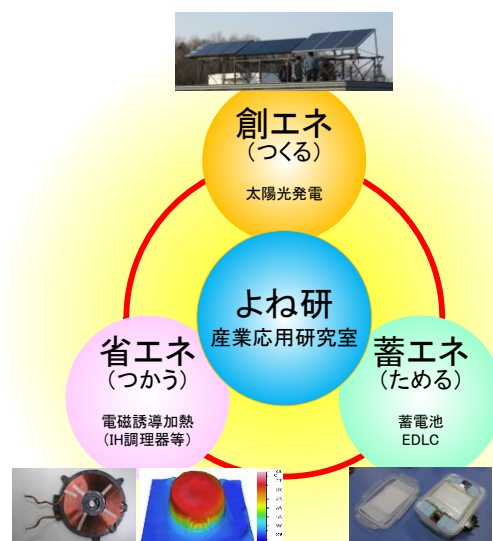 創エネ
(つくる)
太陽光発電
よね研
産業応用研究室
省エネ
(つかう)
電磁誘導加熱
(IH調理器等)
蓄エネ
(ためる)
蓄電池
EDLC